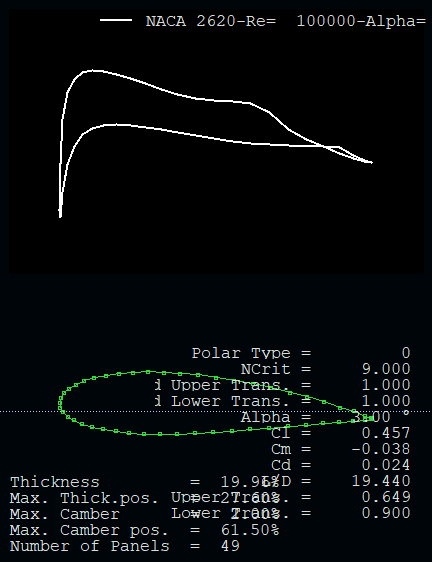 NACA 2620-Re=  100000-Alpha=
Polar Type =  0
NCrit =  9.000
d Upper Trans. =  1.000
d Lower Trans. =  1.000
Alpha =  3.00 °
Cl =  0.457
Cm =  -0.038
Cd =  0.024
L/D =  19.440
Upper Trans. =  0.649
Lower Trans. =  0.900
Thickness =  19.96%
Max. Thick.pos. =  27.60%
Max. Camber =  2.00%
Max. Camber pos. =  61.50%
Number of Panels =  49